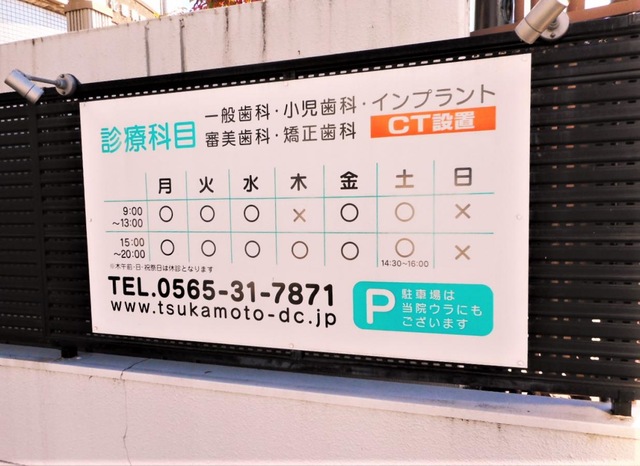 診療科目
一般歯科・小児歯科・インプラント
審美歯科・矯正歯科 CT設置
月 火 水 木 金 土 日
9:00～13:00 ○ ○ ○ × ○ ○ ×
15:00～20:00 ○ ○ ○ ○ ○ ○ ×
14:30~16:00
※木午前・日・祝祭日は休診となります
TEL.0565-31-7871
www.tsukamoto-dc.jp
P 駐車場は
当院ウラにも
ございます